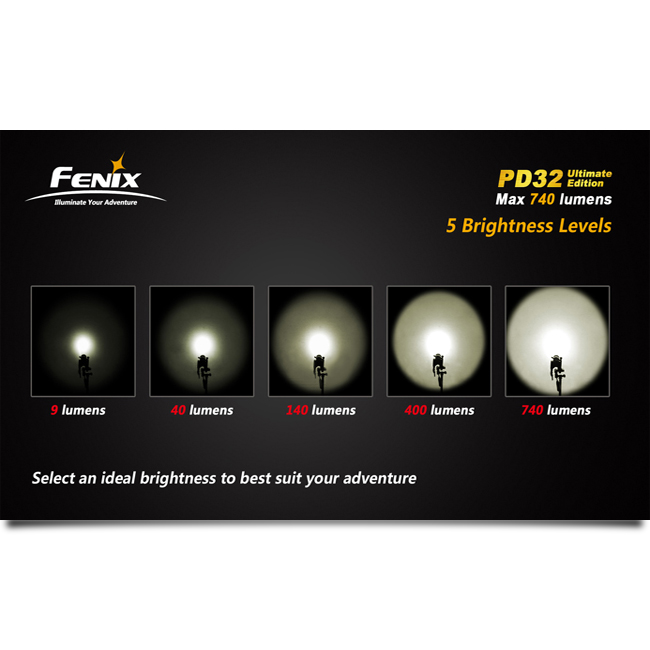 FENIX
Illuminate Your Adventure
PD32 Ultimate Edition
Max 740 lumens
5 Brightness Levels
9 lumens
40 lumens
140 lumens
400 lumens
740 lumens
Select an ideal brightness to best suit your adventure